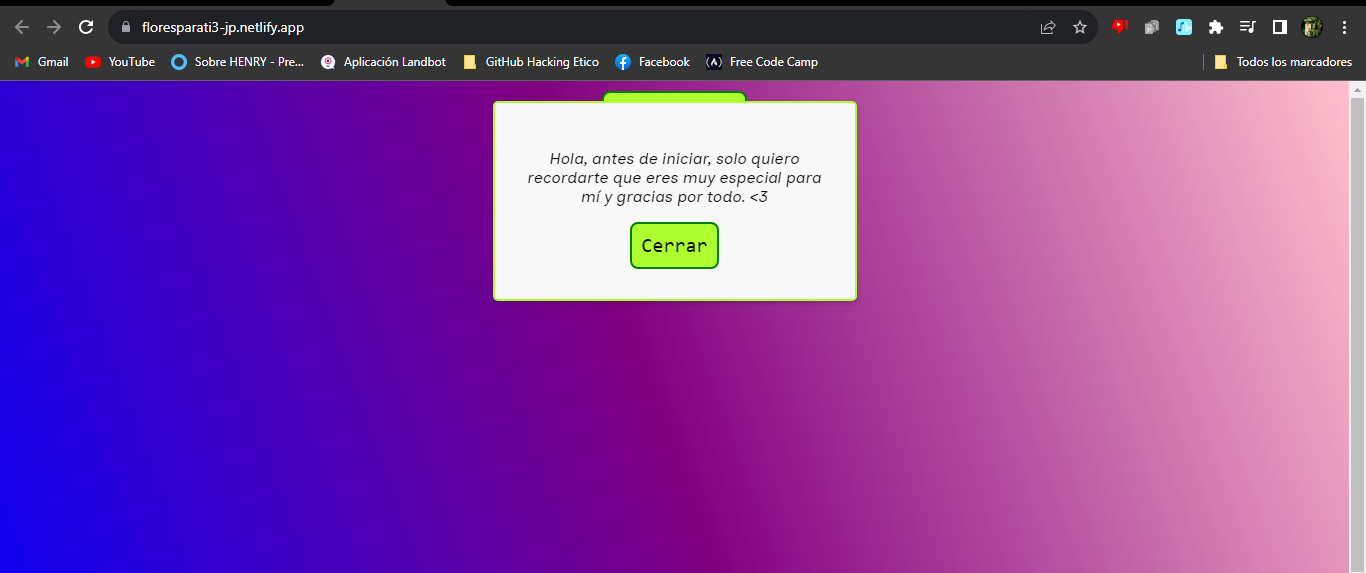 floresparati3-jp.netlify.app
Gmail
YouTube
Sobre HENRY - Pre...
Aplicación Landbot
GitHub Hacking Etico
Facebook
(A)
Free Code Camp
Todos los marcadores
Hola, antes de iniciar, solo quiero
recordarte que eres muy especial para
mí y gracias por todo. <3
Cerrar